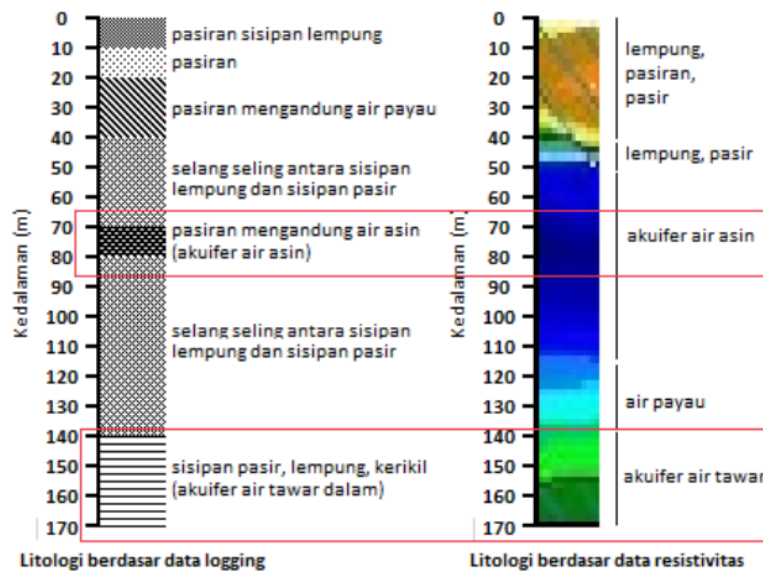 Kedalaman (m)
0
10
20
30
40
50
60
70
80
90
100
110
120
130
140
150
160
170
pasiran sisipan lempung
pasiran
pasiran mengandung air payau
selang seling antara sisipan
lempung dan sisipan pasir
pasiran mengandung air asin
(akuifer air asin)
selang seling antara sisipan
lempung dan sisipan pasir
sisipan pasir, lempung, kerikil
(akuifer air tawar dalam)
Litologi berdasar data logging
Kedalaman (m)
0
10
20
30
40
50
60
70
80
90
100
110
120
130
140
150
160
170
lempung,
pasiran,
pasir
lempung, pasir
akuifer air asin
air payau
akuifer air tawar
Litologi berdasar data resistivitas